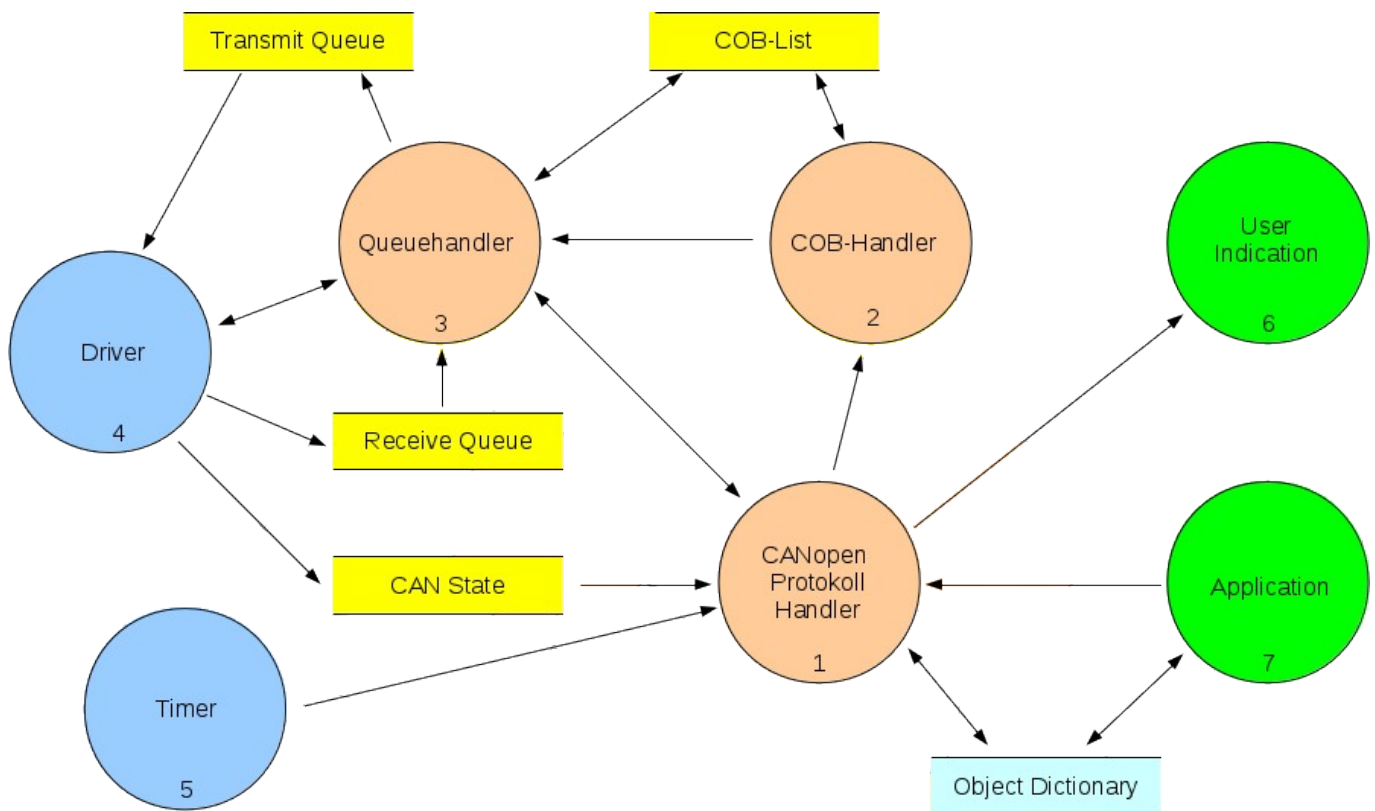 Transmit Queue
COB-List
Queuehandler
3
COB-Handler
2
User
Indication
6
Driver
4
Receive Queue
CAN State
CANopen
Protokoll
Handler
1
Application
7
Timer
5
Object Dictionary